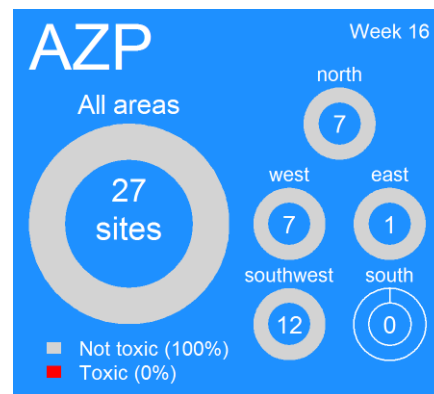 AZP
Week 16
All areas
27
sites
north
7
west
7
east
1
southwest
12
south
0
Not toxic (100%)
Toxic (0%)